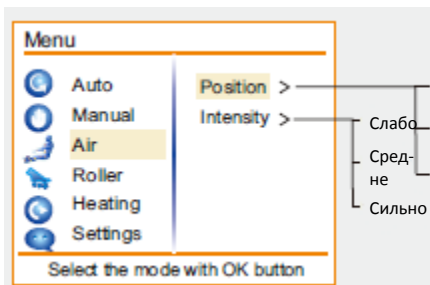 Menu
Auto
Manual
Air
Roller
Heating
Settings
Position >
Intensity >
Слабо
Сред-
не
Сильно
Select the mode with OK button